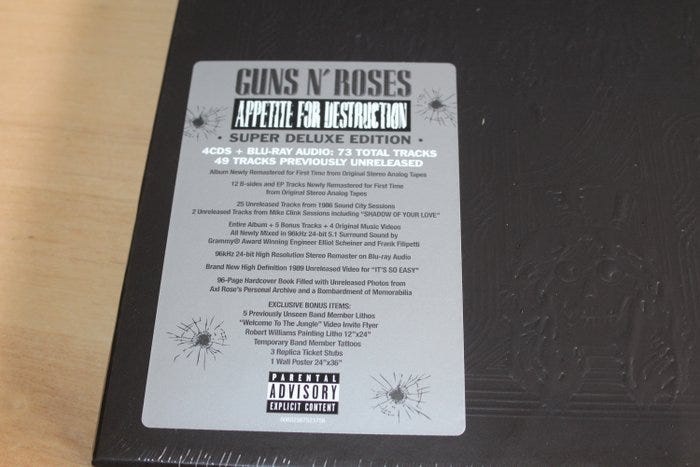 GUNS N' ROSES
APPETITE FOR DESTRUCTION
• SUPER DELUXE EDITION •
4CDS + BLU-RAY AUDIO: 73 TOTAL TRACKS
49 TRACKS PREVIOUSLY UNRELEASED
Album Newly Remastered for First Time from Original Stereo Analog Tapes
12 B-sides and EP Tracks Newly Remastered for First Time
from Original Stereo Analog Tapes
25 Unreleased Tracks from 1986 Sound City Sessions
2 Unreleased Tracks from Mike Clink Sessions including "SHADOW OF YOUR LOVE"
Entire Album + 5 Bonus Tracks + 4 Original Music Videos
All Newly Mixed in 96kHz 24-bit 5.1 Surround Sound by
Grammy® Award Winning Engineer Elliot Scheiner and Frank Filipetti
96kHz 24-bit High Resolution Stereo Remaster on Blu-ray Audio
Brand New High Definition 1989 Unreleased Video for "IT'S SO EASY"
96-Page Hardcover Book Filled with Unreleased Photos from
Axl Rose's Personal Archive and a Bombardment of Memorabilia
EXCLUSIVE BONUS ITEMS:
5 Previously Unseen Band Member Lithos
"Welcome To The Jungle" Video Invite Flyer
Robert Williams Painting Litho 12"x24"
Temporary Band Member Tattoos
3 Replica Ticket Stubs
1 Wall Poster 24"x36"
PARENTAL
ADVISORY
EXPLICIT CONTENT